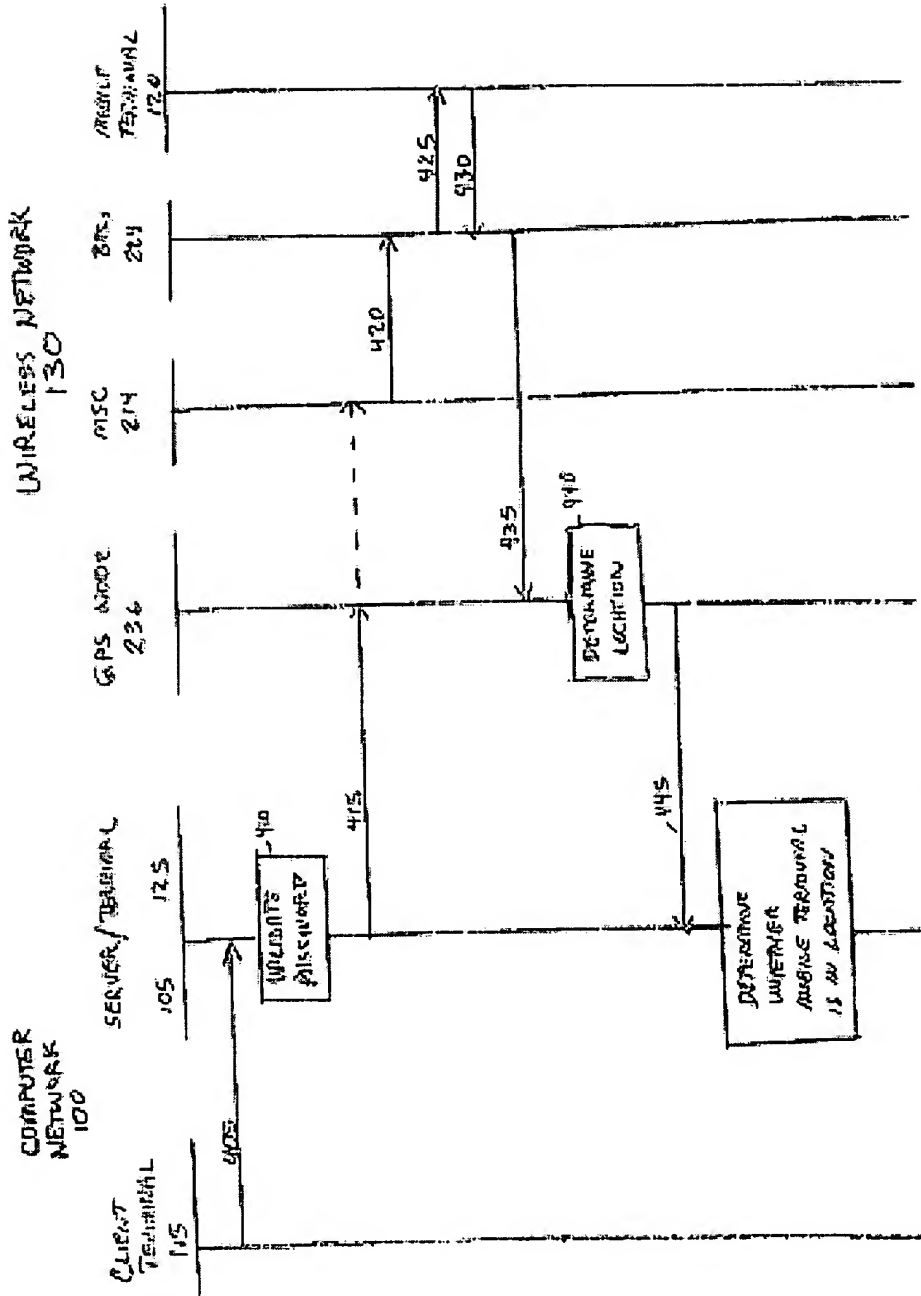 COMPUTER
NETWORK
100
WIRELESS NETWORK
130
CLIENT
TERMINAL
115
SERVER/TERMINAL
105 125
GPS NODE
236
MSC
214
BTS
224
MOBILE
TERMINAL
120
405
VALIDATE
PASSWORD
410
415
420
425
430
435
DETERMINE
LOCATION
440
445
DETERMINE
WHETHER
MOBILE TERMINAL
IS IN LOCATION